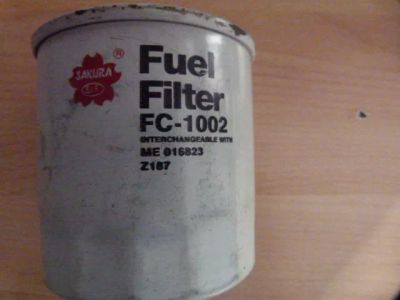 SAKURA
®
Fuel
Filter
FC-1002
INTERCHANGEABLE WITH
ME 016823
Z187